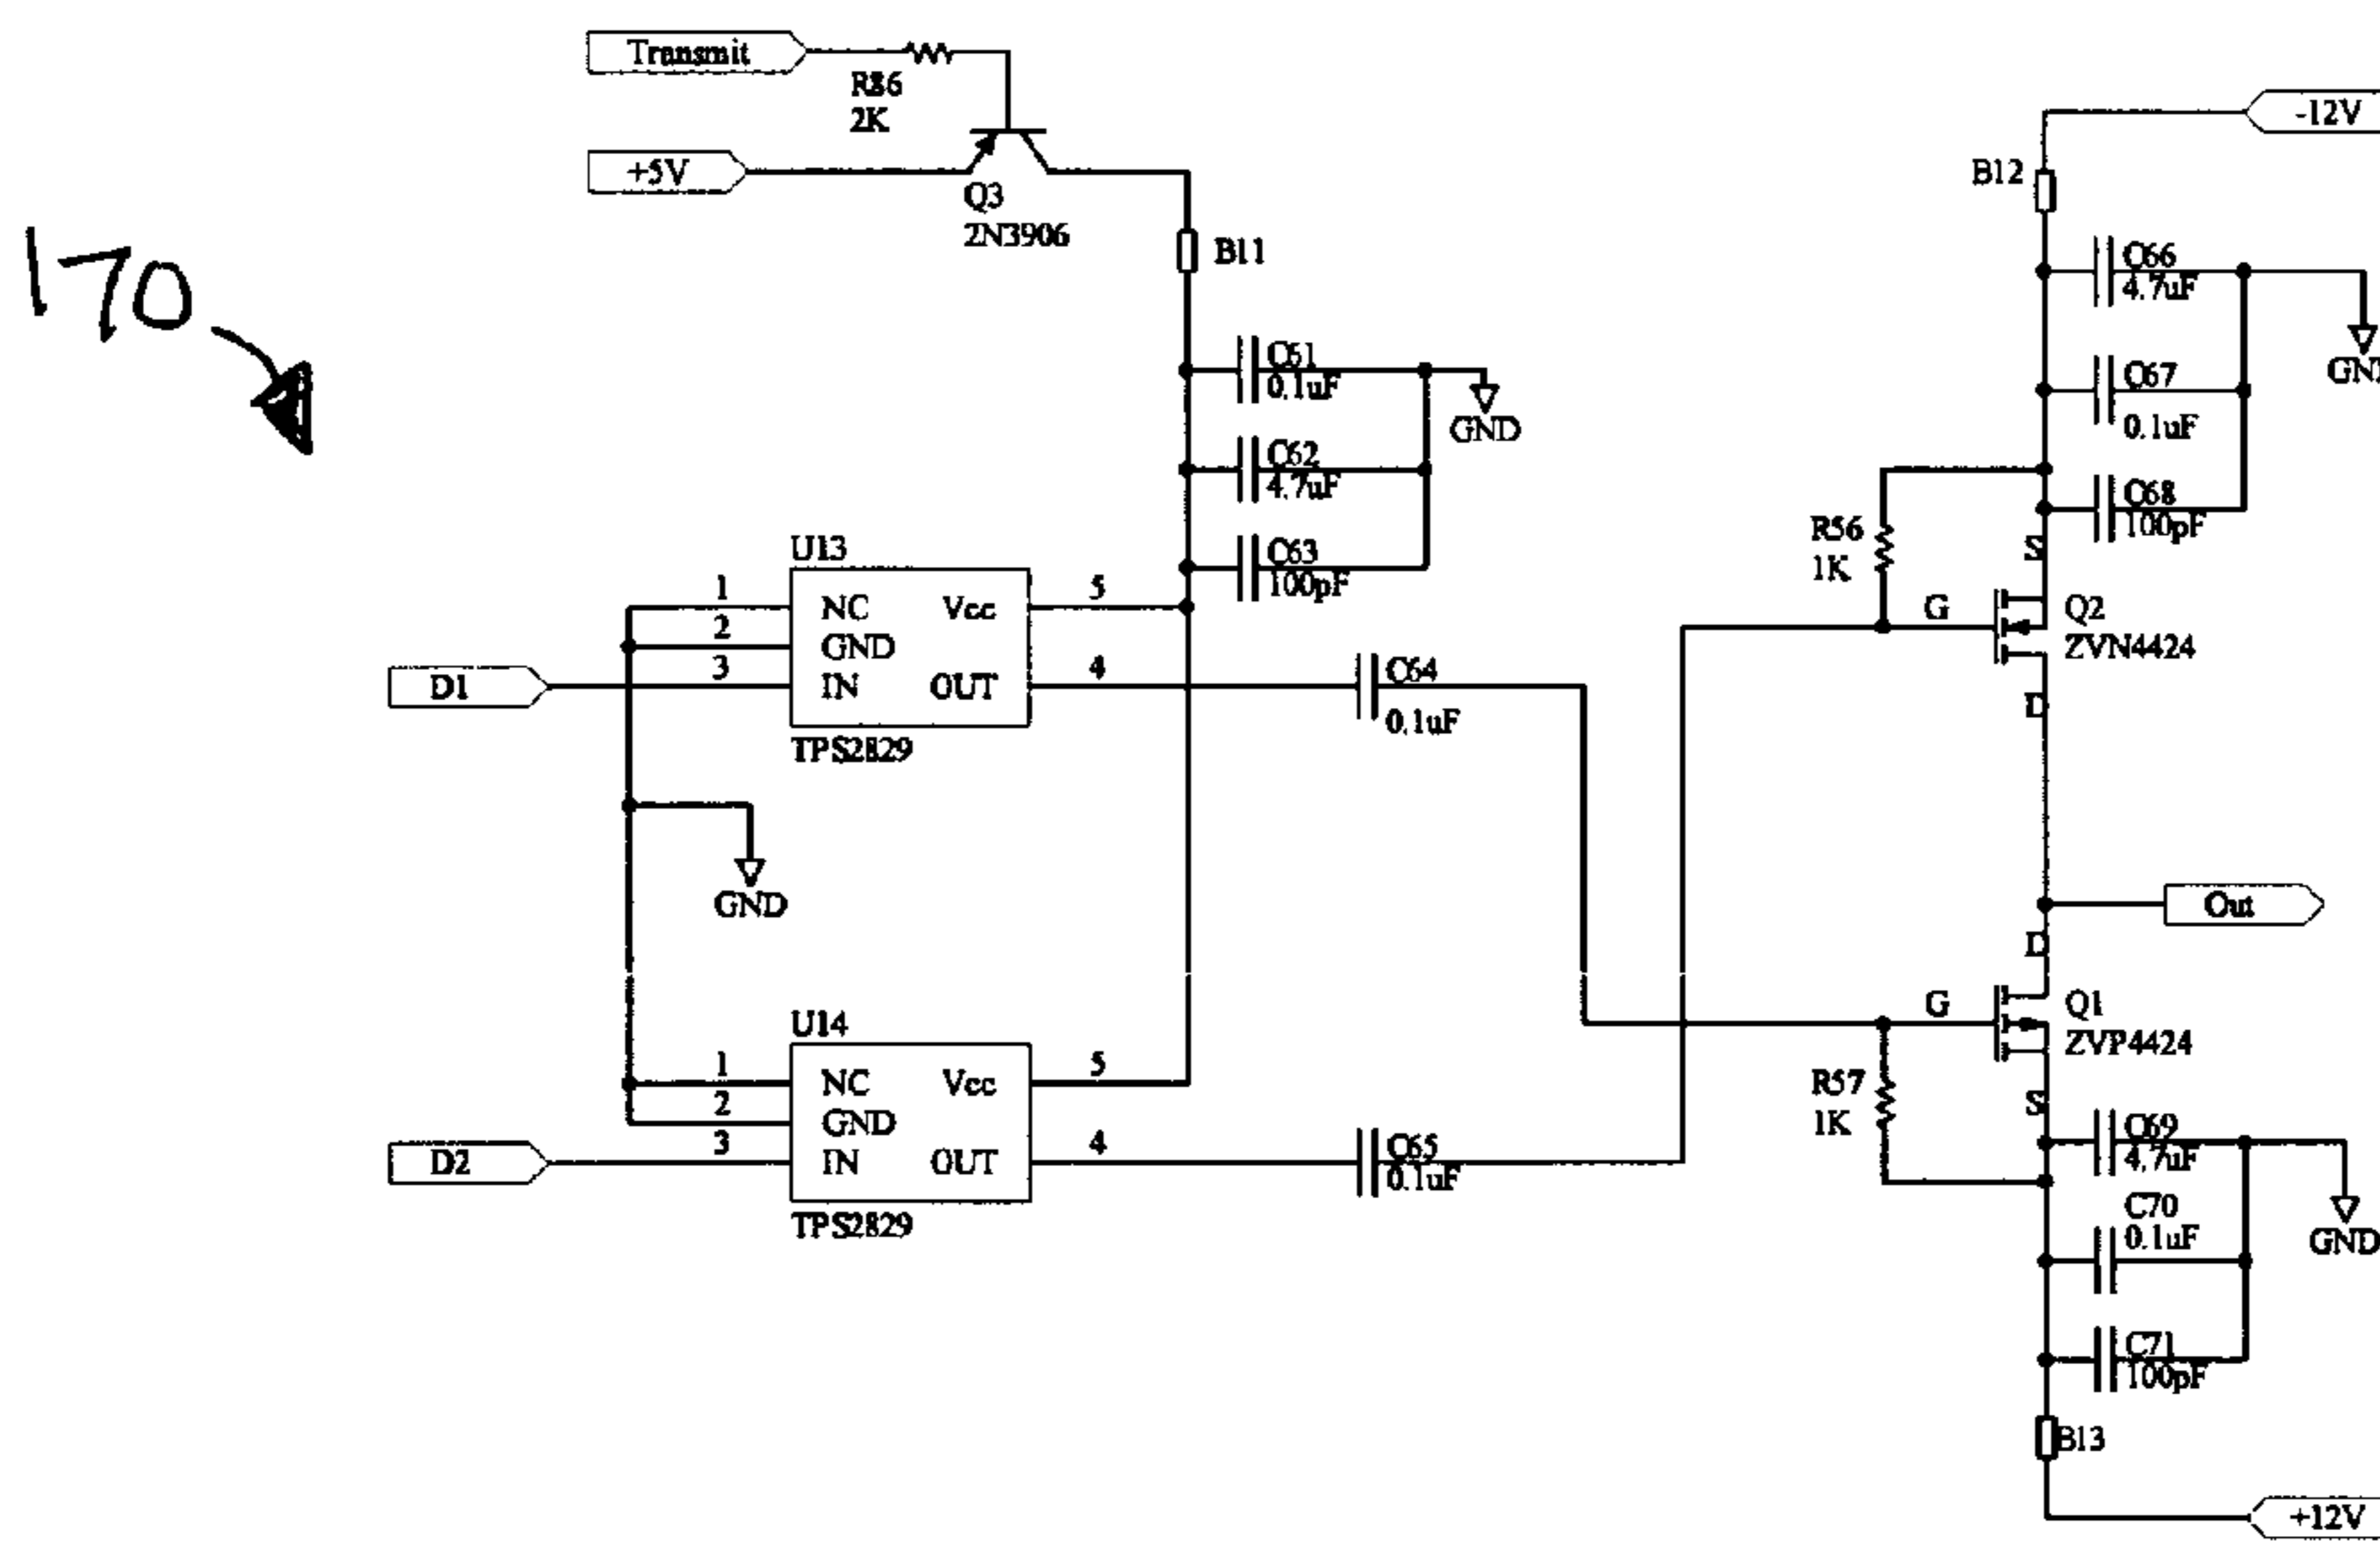 Transmit
R86
2K
+5V
Q3
2N3906
B11
170
C61
0.1uF
GND
C62
4.7uF
C63
100pF
U13
1
NC
Vcc
5
2
GND
3
IN
OUT
4
D1
TPS2829
C64
0.1uF
GND
U14
1
NC
Vcc
5
2
GND
3
IN
OUT
4
D2
TPS2829
C65
0.1uF
-12V
B12
C66
4.7uF
GND
C67
0.1uF
C68
100pF
R56
1K
S
G
Q2
ZVN4424
D
Out
D
G
Q1
ZVP4424
R57
1K
S
C69
4.7uF
C70
0.1uF
GND
C71
100pF
B13
+12V